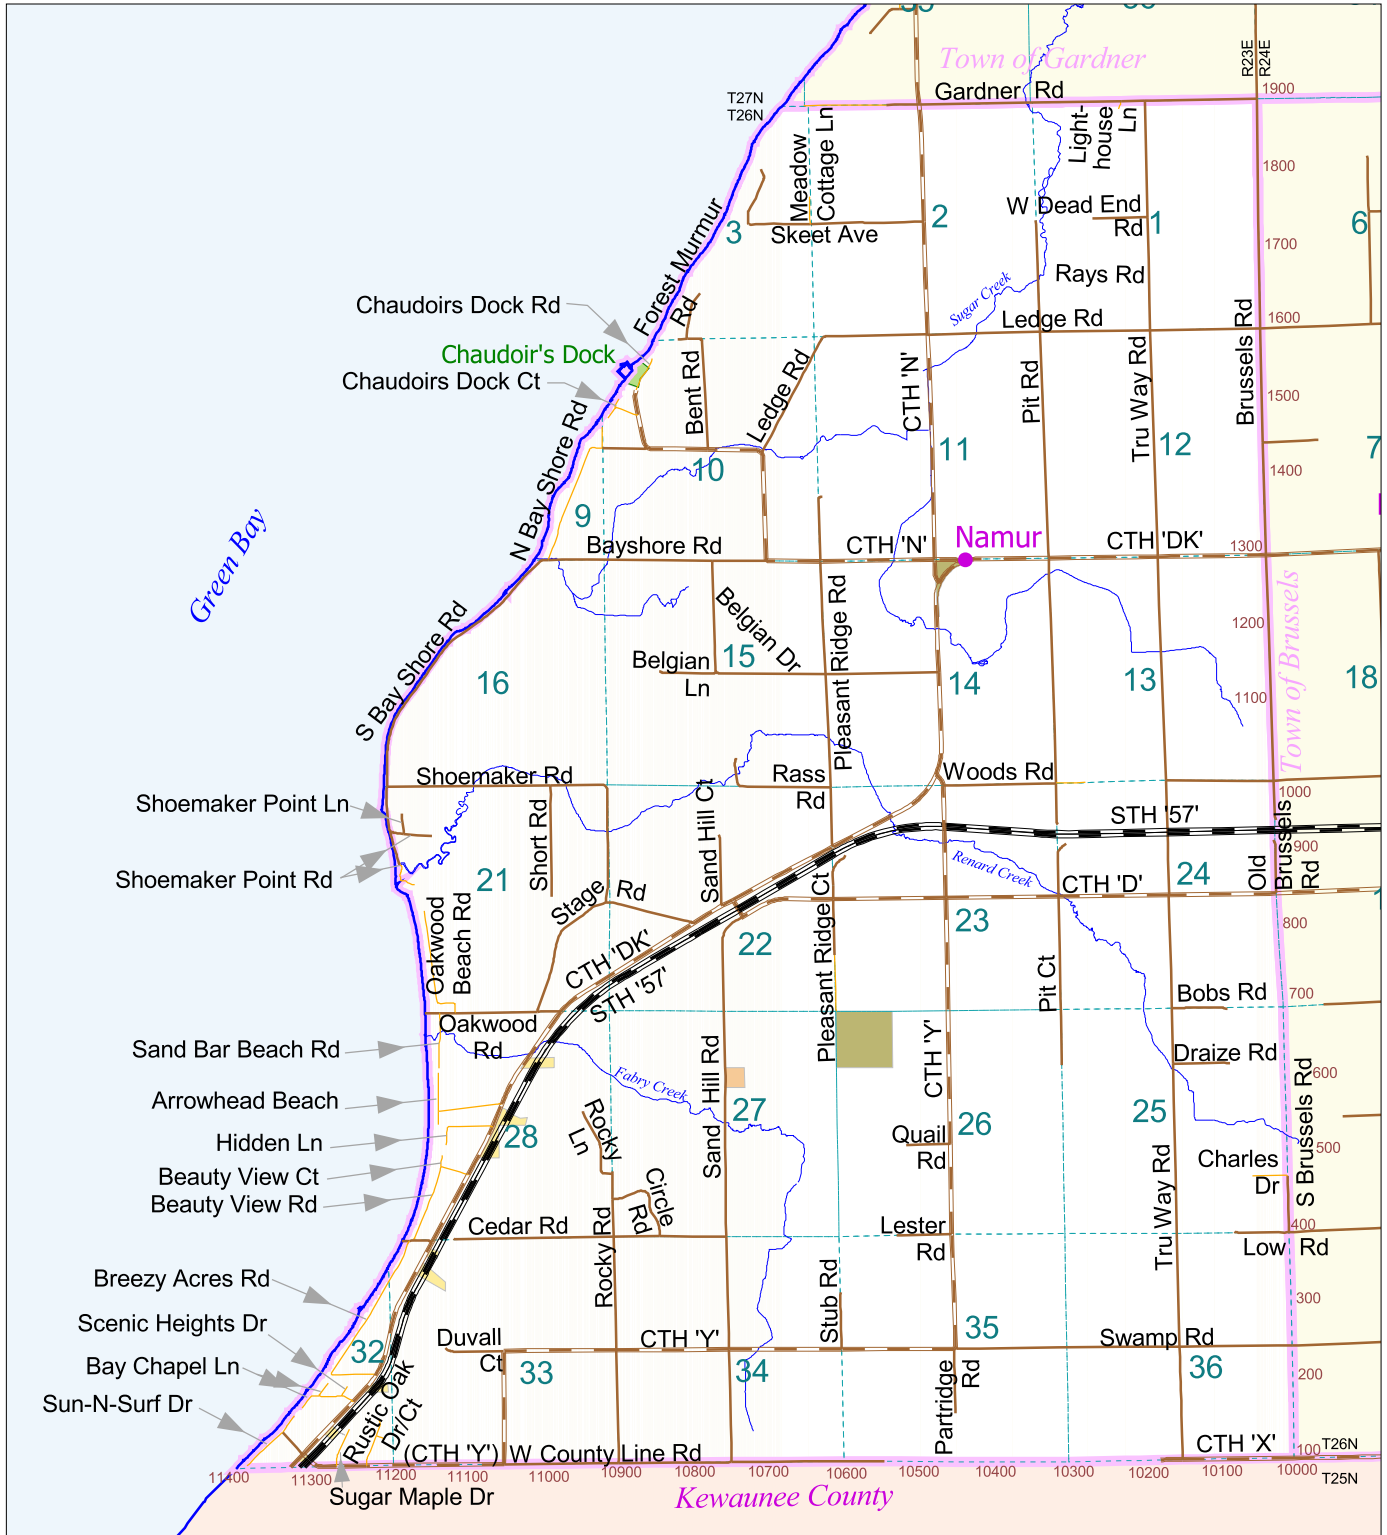 Town of Gardner
R23E
R24E
T27N
T26N
Gardner Rd
1900
Meadow
Cottage Ln
Light-
house
Ln
1800
W Dead End
Rd
3
2
1
6
Skeet Ave
1700
Forest Murmur
Rd
Rays Rd
Sugar Creek
Chaudoirs Dock Rd
Ledge Rd
1600
Brussels Rd
Chaudoir's Dock
Chaudoirs Dock Ct
Bent Rd
Ledge Rd
CTH 'N'
Pit Rd
Tru Way Rd
1500
N Bay Shore Rd
10
11
12
7
1400
9
Green Bay
Bayshore Rd
CTH 'N'
Namur
CTH 'DK'
1300
Town of Brussels
S Bay Shore Rd
Belgian Dr
Pleasant Ridge Rd
1200
Belgian
Ln
15
16
14
13
18
1100
Shoemaker Rd
Rass
Rd
Woods Rd
1000
Shoemaker Point Ln
Short Rd
Sand Hill Ct
STH '57'
Old
Brussels
Rd
900
Renard Creek
Shoemaker Point Rd
21
Stage Rd
CTH 'D'
24
Oakwood
Beach Rd
22
23
800
CTH 'DK'
STH '57'
Pleasant Ridge Ct
Pit Ct
Bobs Rd
700
Oakwood
Rd
Sand Bar Beach Rd
Draize Rd
Fabry Creek
Sand Hill Rd
CTH 'Y'
S Brussels Rd
600
Arrowhead Beach
Rocky
Ln
28
27
26
25
Hidden Ln
Quail
Rd
500
Beauty View Ct
Charles
Dr
Beauty View Rd
Circle
Rd
Tru Way Rd
Cedar Rd
Lester
Rd
400
Low Rd
Breezy Acres Rd
Rocky Rd
Stub Rd
300
Scenic Heights Dr
Duvall
Ct
CTH 'Y'
35
Swamp Rd
Bay Chapel Ln
32
33
34
36
200
Partridge
Rd
Sun-N-Surf Dr
Rustic Oak
Dr/Ct
(CTH 'Y') W County Line Rd
CTH 'X'
100
T26N
T25N
11400
11300
11200
11100
11000
10900
10800
10700
10600
10500
10400
10300
10200
10100
10000
Sugar Maple Dr
Kewaunee County